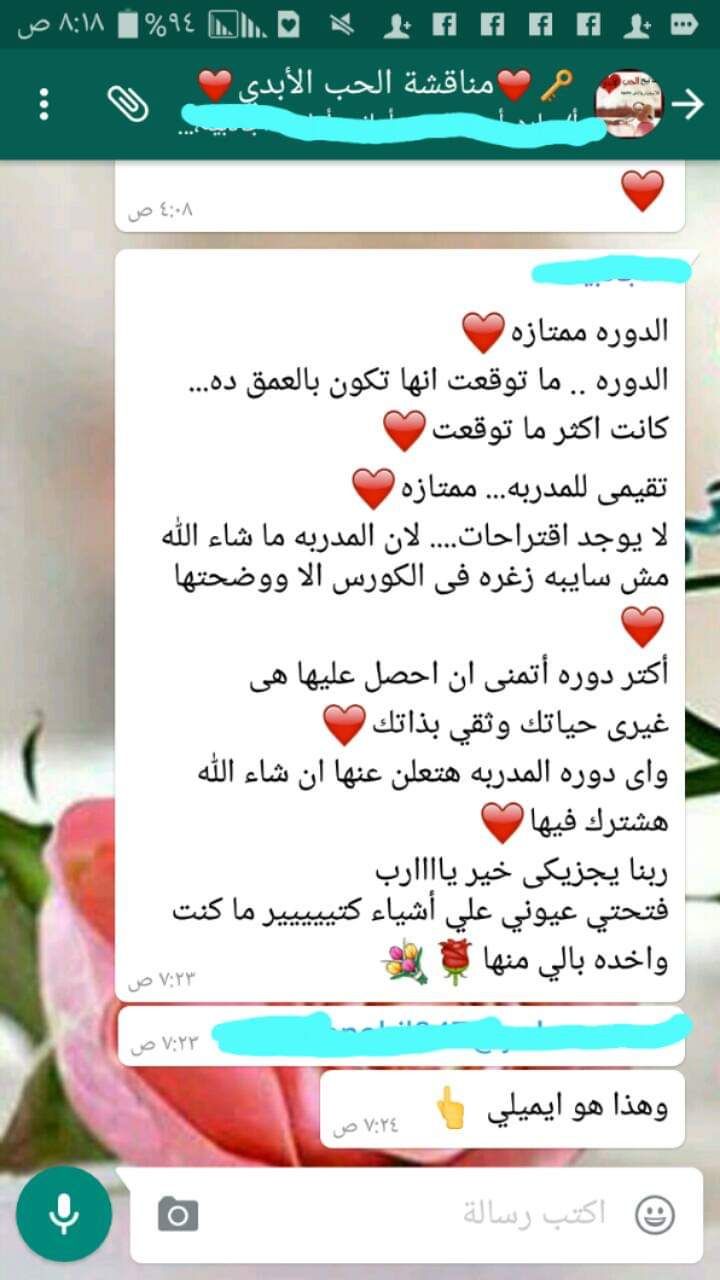 ٨:١٨ ص ٩٤%
🔑❤️مناقشة الحب الأبدي❤️
❤️
٤:٠٨ ص
الدوره ممتازه❤️
الدوره .. ما توقعت انها تكون بالعمق ده...
كانت اكثر ما توقعت❤️
تقيمى للمدربه... ممتازه❤️
لا يوجد اقتراحات.... لان المدربه ما شاء الله
مش سايبه زغره فى الكورس الا ووضحتها
❤️
أكتر دوره أتمنى ان احصل عليها هى
غيرى حياتك وثقي بذاتك❤️
واى دوره المدربه هتعلن عنها ان شاء الله
هشترك فيها❤️
ربنا يجزيكى خير ياااارب
فتحتي عيوني علي أشياء كتييييير ما كنت
واخده بالي منها🌹💐
٧:٢٣ ص
٧:٢٣ ص
وهذا هو ايميلي 👆
٧:٢٤ ص
اكتب رسالة